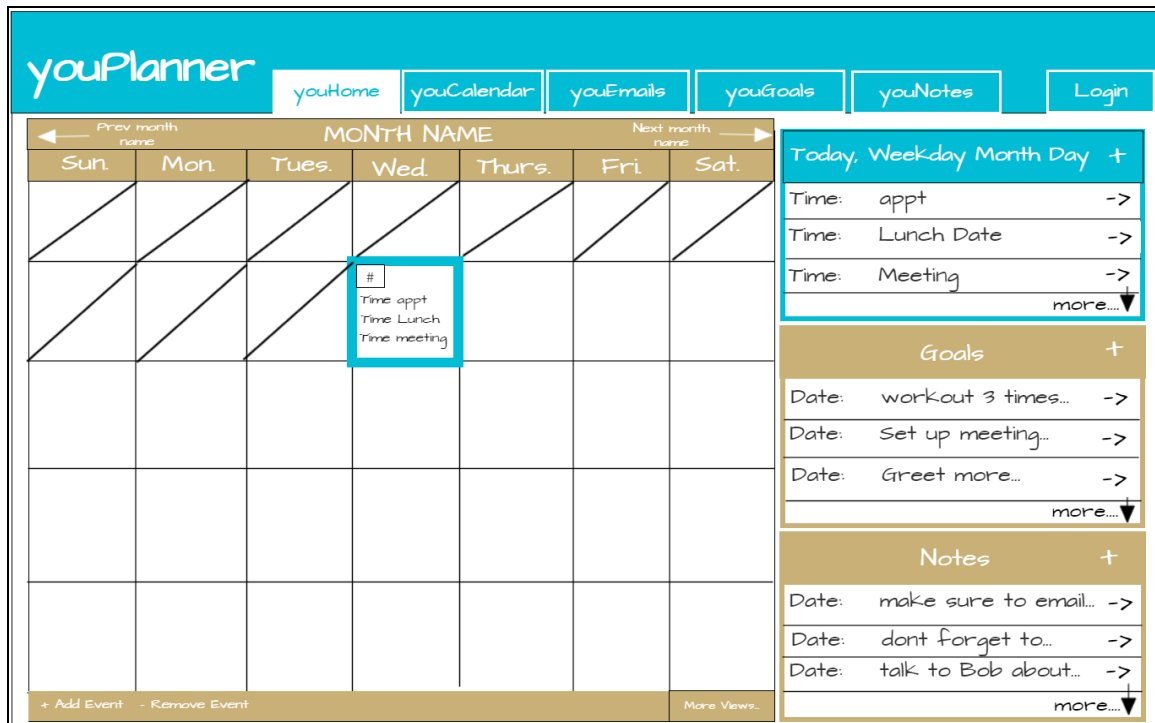 youPlanner
youHome youCalendar youEmails youGoals youNotes Login
Prev month
name
MONTH NAME
Next month
name
Sun. Mon. Tues. Wed. Thurs. Fri. Sat.
#
Time appt
Time Lunch
Time meeting
+ Add Event - Remove Event More Views...
Today, Weekday Month Day +
Time: appt ->
Time: Lunch Date ->
Time: Meeting ->
more....
Goals +
Date: workout 3 times... ->
Date: Set up meeting... ->
Date: Greet more... ->
more....
Notes +
Date: make sure to email... ->
Date: dont forget to... ->
Date: talk to Bob about... ->
more....